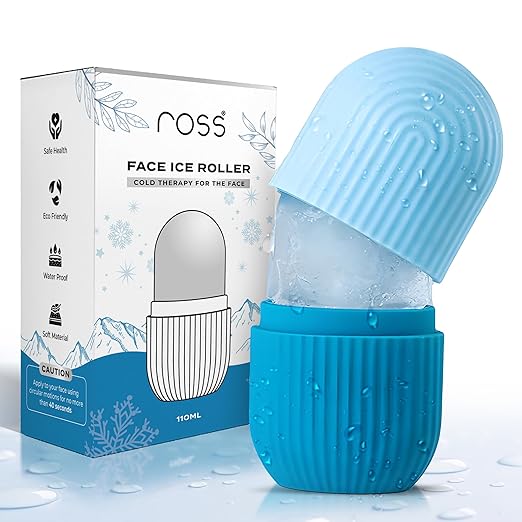 ross®
FACE ICE ROLLER
COLD THERAPY FOR THE FACE
Safe Health
Eco Friendly
Water Proof
Soft Material
CAUTION
Apply to your face using
circular motions for no more
than 40 seconds
110ML